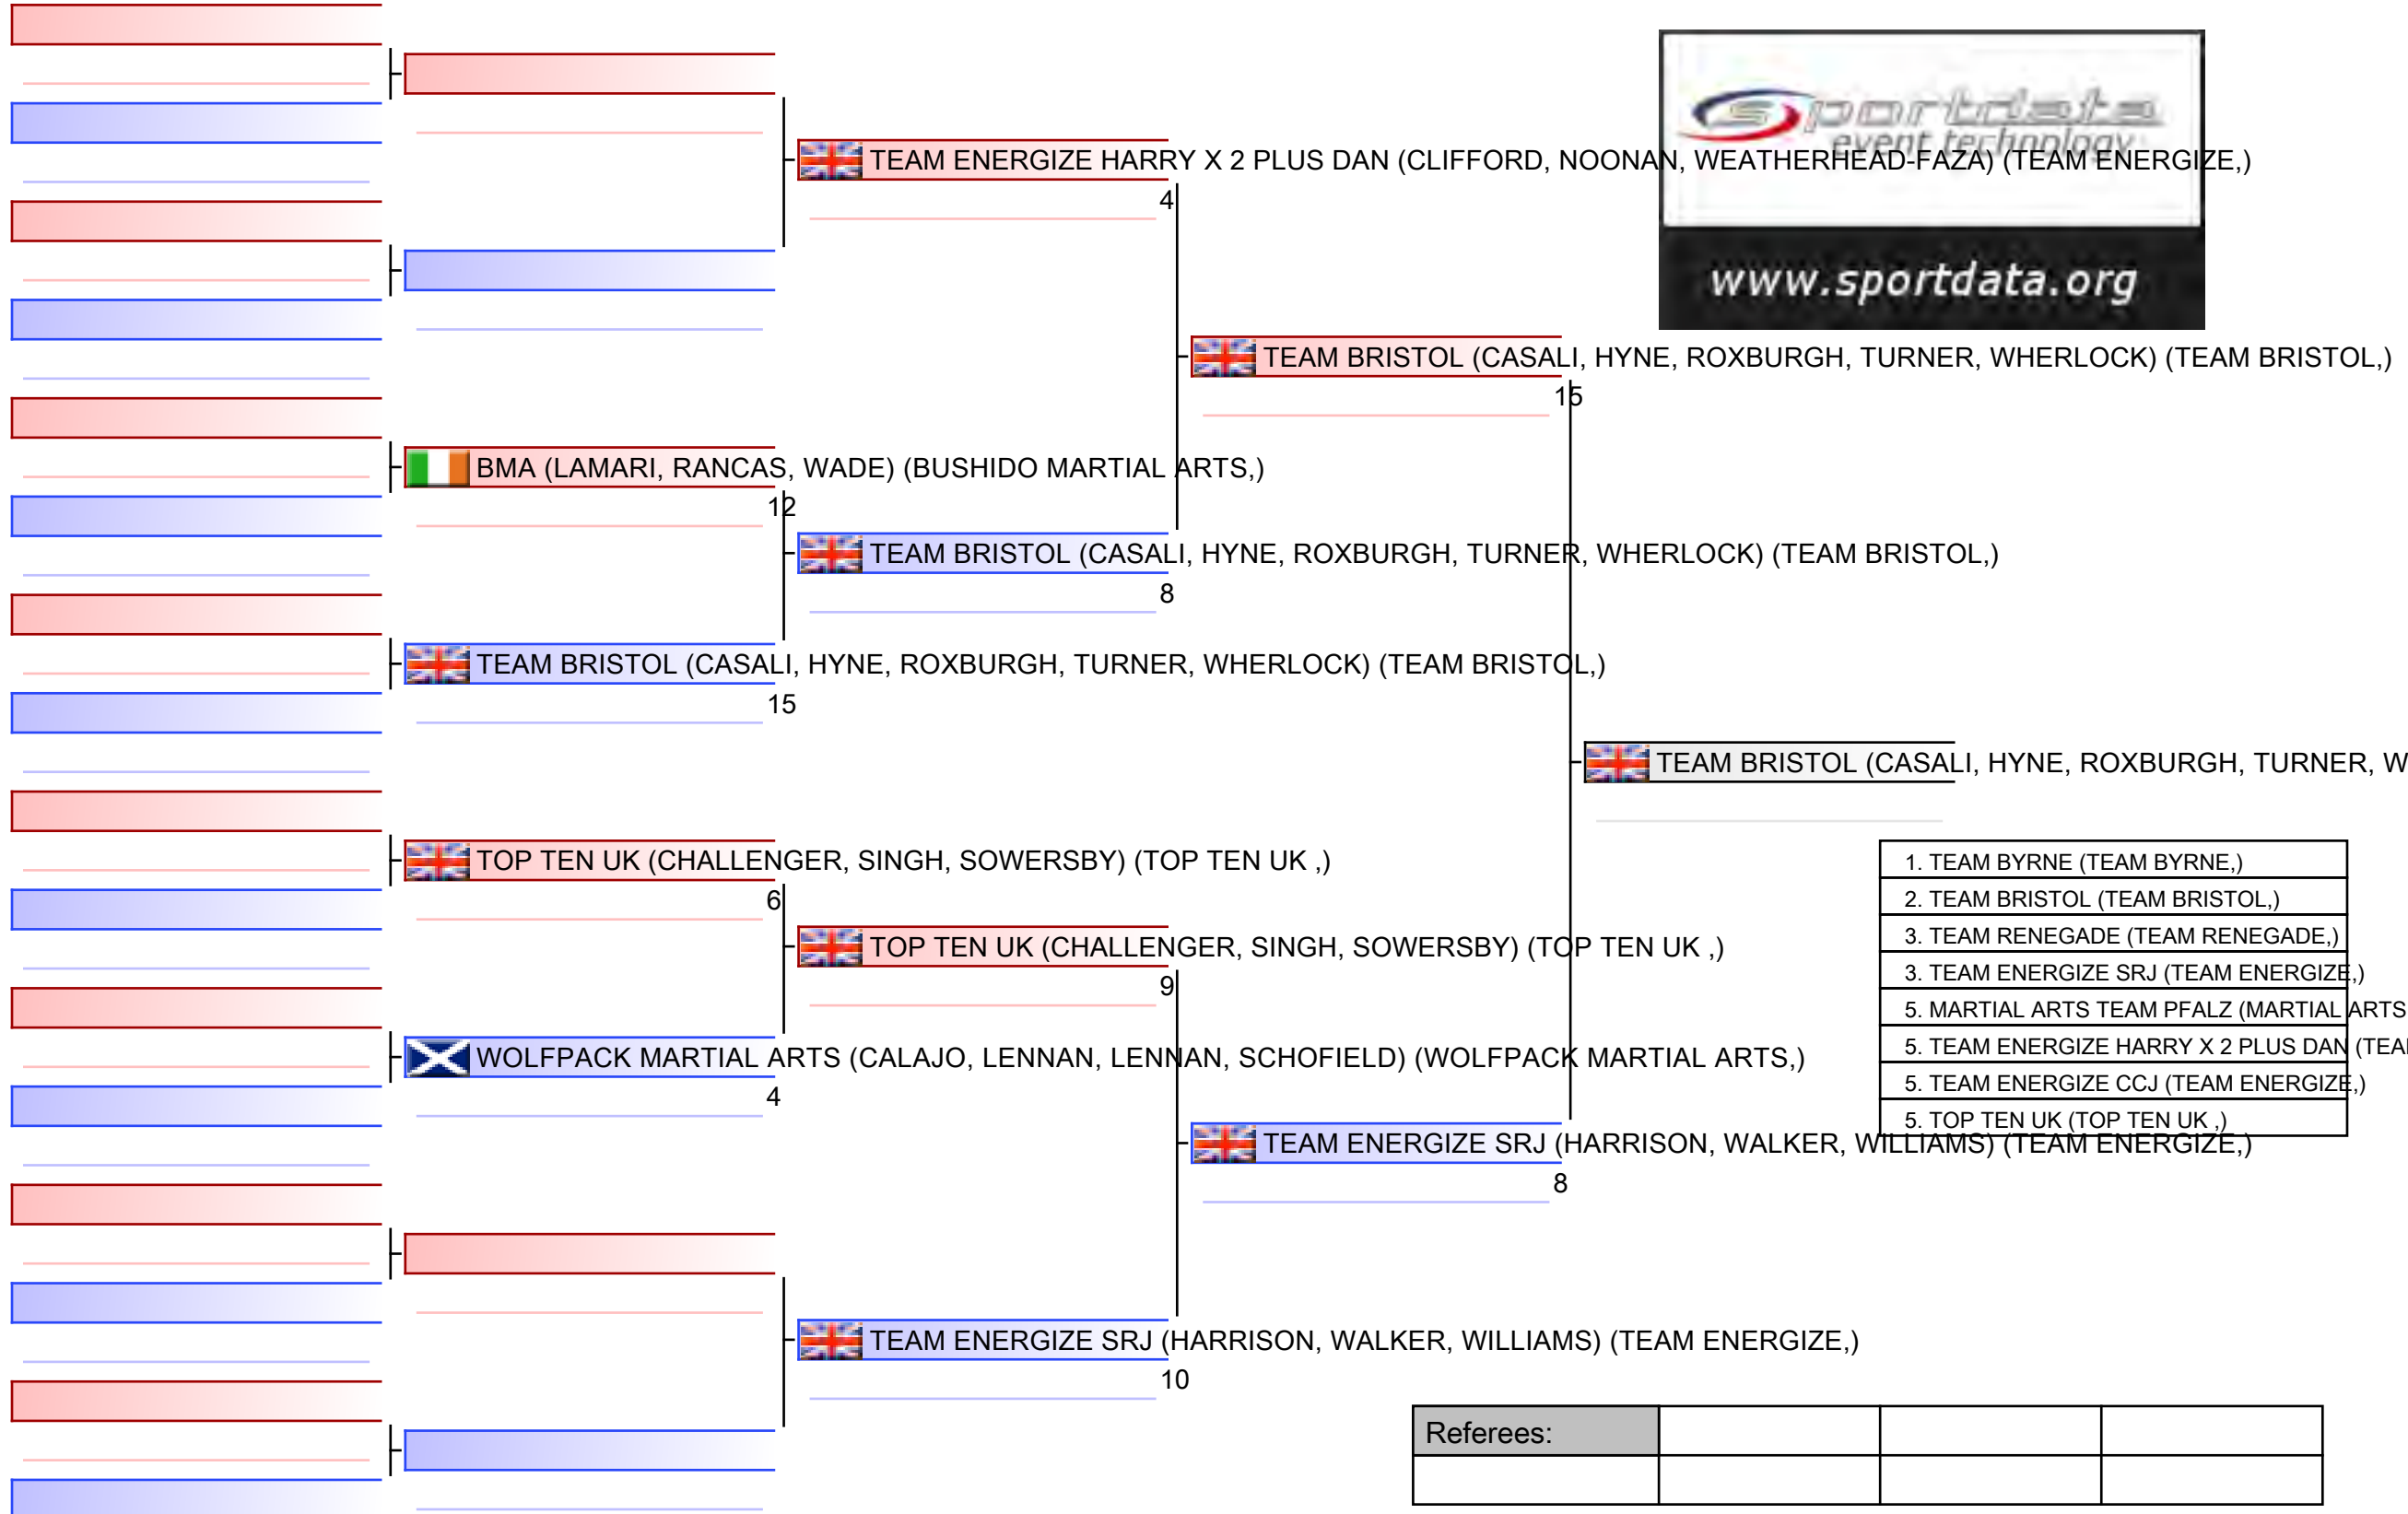 sportdata
event technology
www.sportdata.org
TEAM ENERGIZE HARRY X 2 PLUS DAN (CLIFFORD, NOONAN, WEATHERHEAD-FAZA) (TEAM ENERGIZE,)
4
TEAM BRISTOL (CASALI, HYNE, ROXBURGH, TURNER, WHERLOCK) (TEAM BRISTOL,)
15
BMA (LAMARI, RANCAS, WADE) (BUSHIDO MARTIAL ARTS,)
12
TEAM BRISTOL (CASALI, HYNE, ROXBURGH, TURNER, WHERLOCK) (TEAM BRISTOL,)
8
TEAM BRISTOL (CASALI, HYNE, ROXBURGH, TURNER, WHERLOCK) (TEAM BRISTOL,)
15
TEAM BRISTOL (CASALI, HYNE, ROXBURGH, TURNER, W
TOP TEN UK (CHALLENGER, SINGH, SOWERSBY) (TOP TEN UK ,)
6
TOP TEN UK (CHALLENGER, SINGH, SOWERSBY) (TOP TEN UK ,)
9
WOLFPACK MARTIAL ARTS (CALAJO, LENNAN, LENNAN, SCHOFIELD) (WOLFPACK MARTIAL ARTS,)
4
1. TEAM BYRNE (TEAM BYRNE,)
2. TEAM BRISTOL (TEAM BRISTOL,)
3. TEAM RENEGADE (TEAM RENEGADE,)
3. TEAM ENERGIZE SRJ (TEAM ENERGIZE,)
5. MARTIAL ARTS TEAM PFALZ (MARTIAL ARTS
5. TEAM ENERGIZE HARRY X 2 PLUS DAN (TEA
5. TEAM ENERGIZE CCJ (TEAM ENERGIZE,)
5. TOP TEN UK (TOP TEN UK ,)
TEAM ENERGIZE SRJ (HARRISON, WALKER, WILLIAMS) (TEAM ENERGIZE,)
8
TEAM ENERGIZE SRJ (HARRISON, WALKER, WILLIAMS) (TEAM ENERGIZE,)
10
Referees: